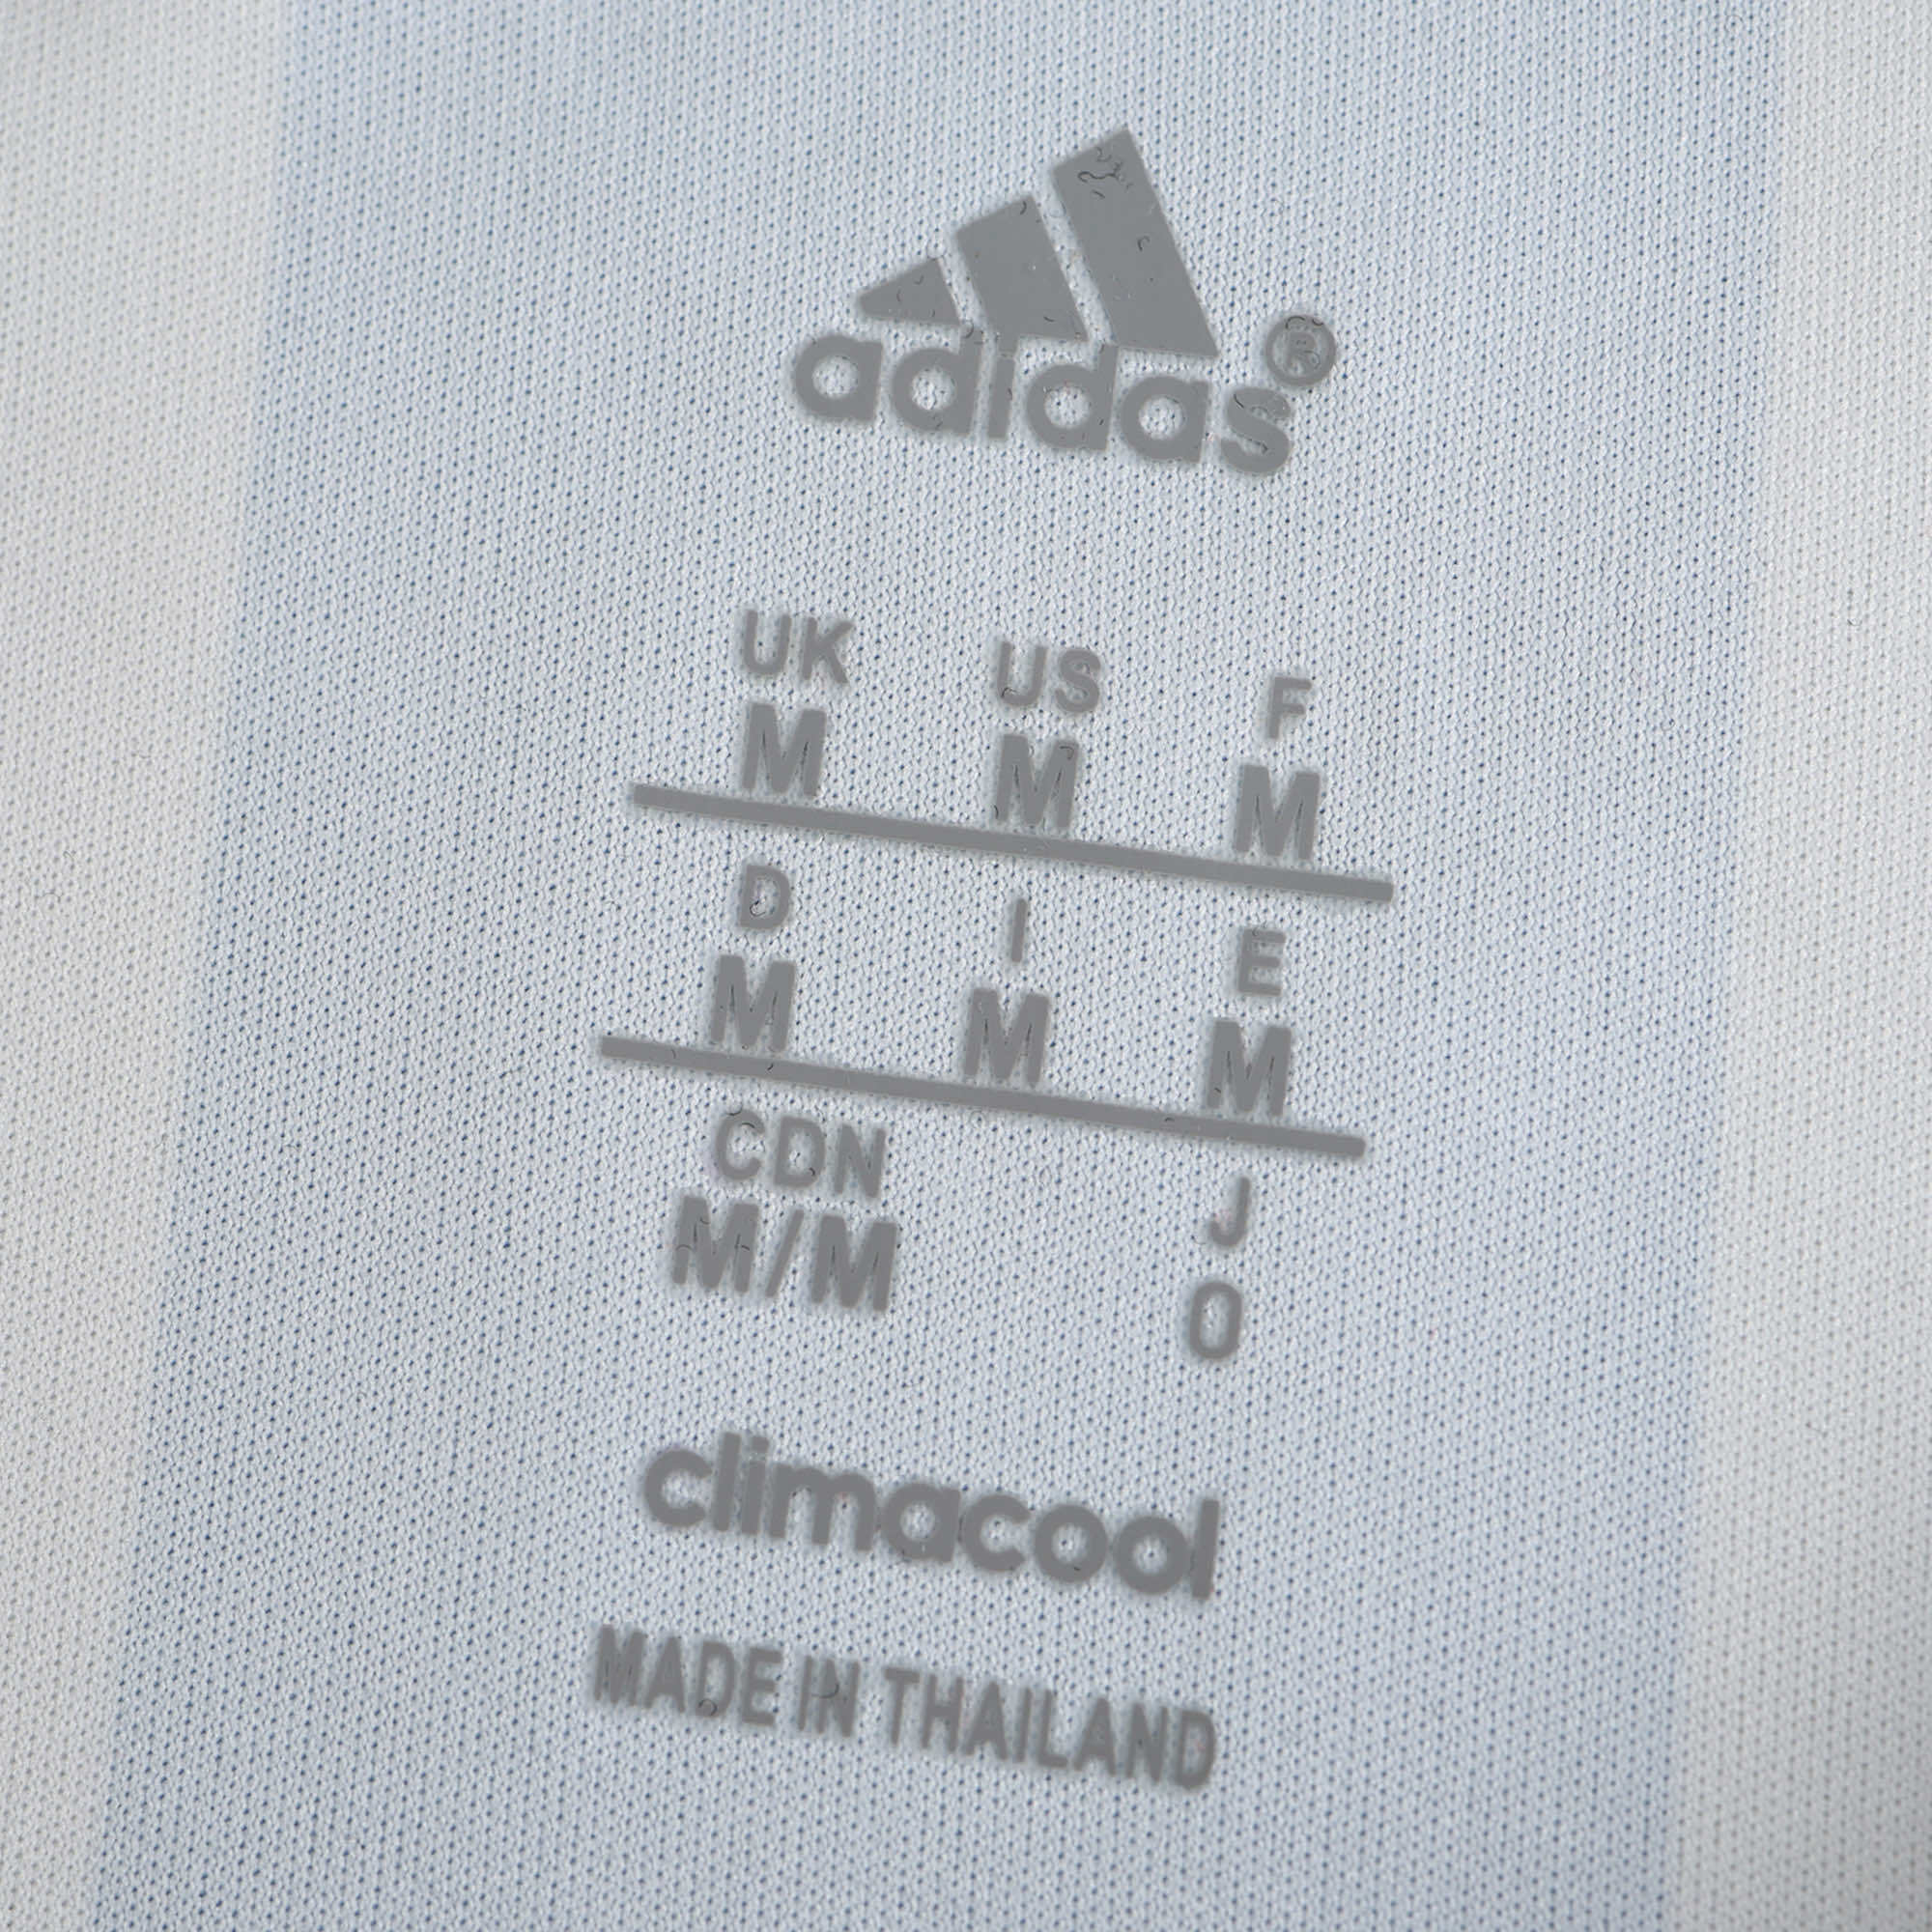 adidas®
UK US F
M M M
D I E
M M M
CDN J
M/M O
climacool
MADE IN THAILAND